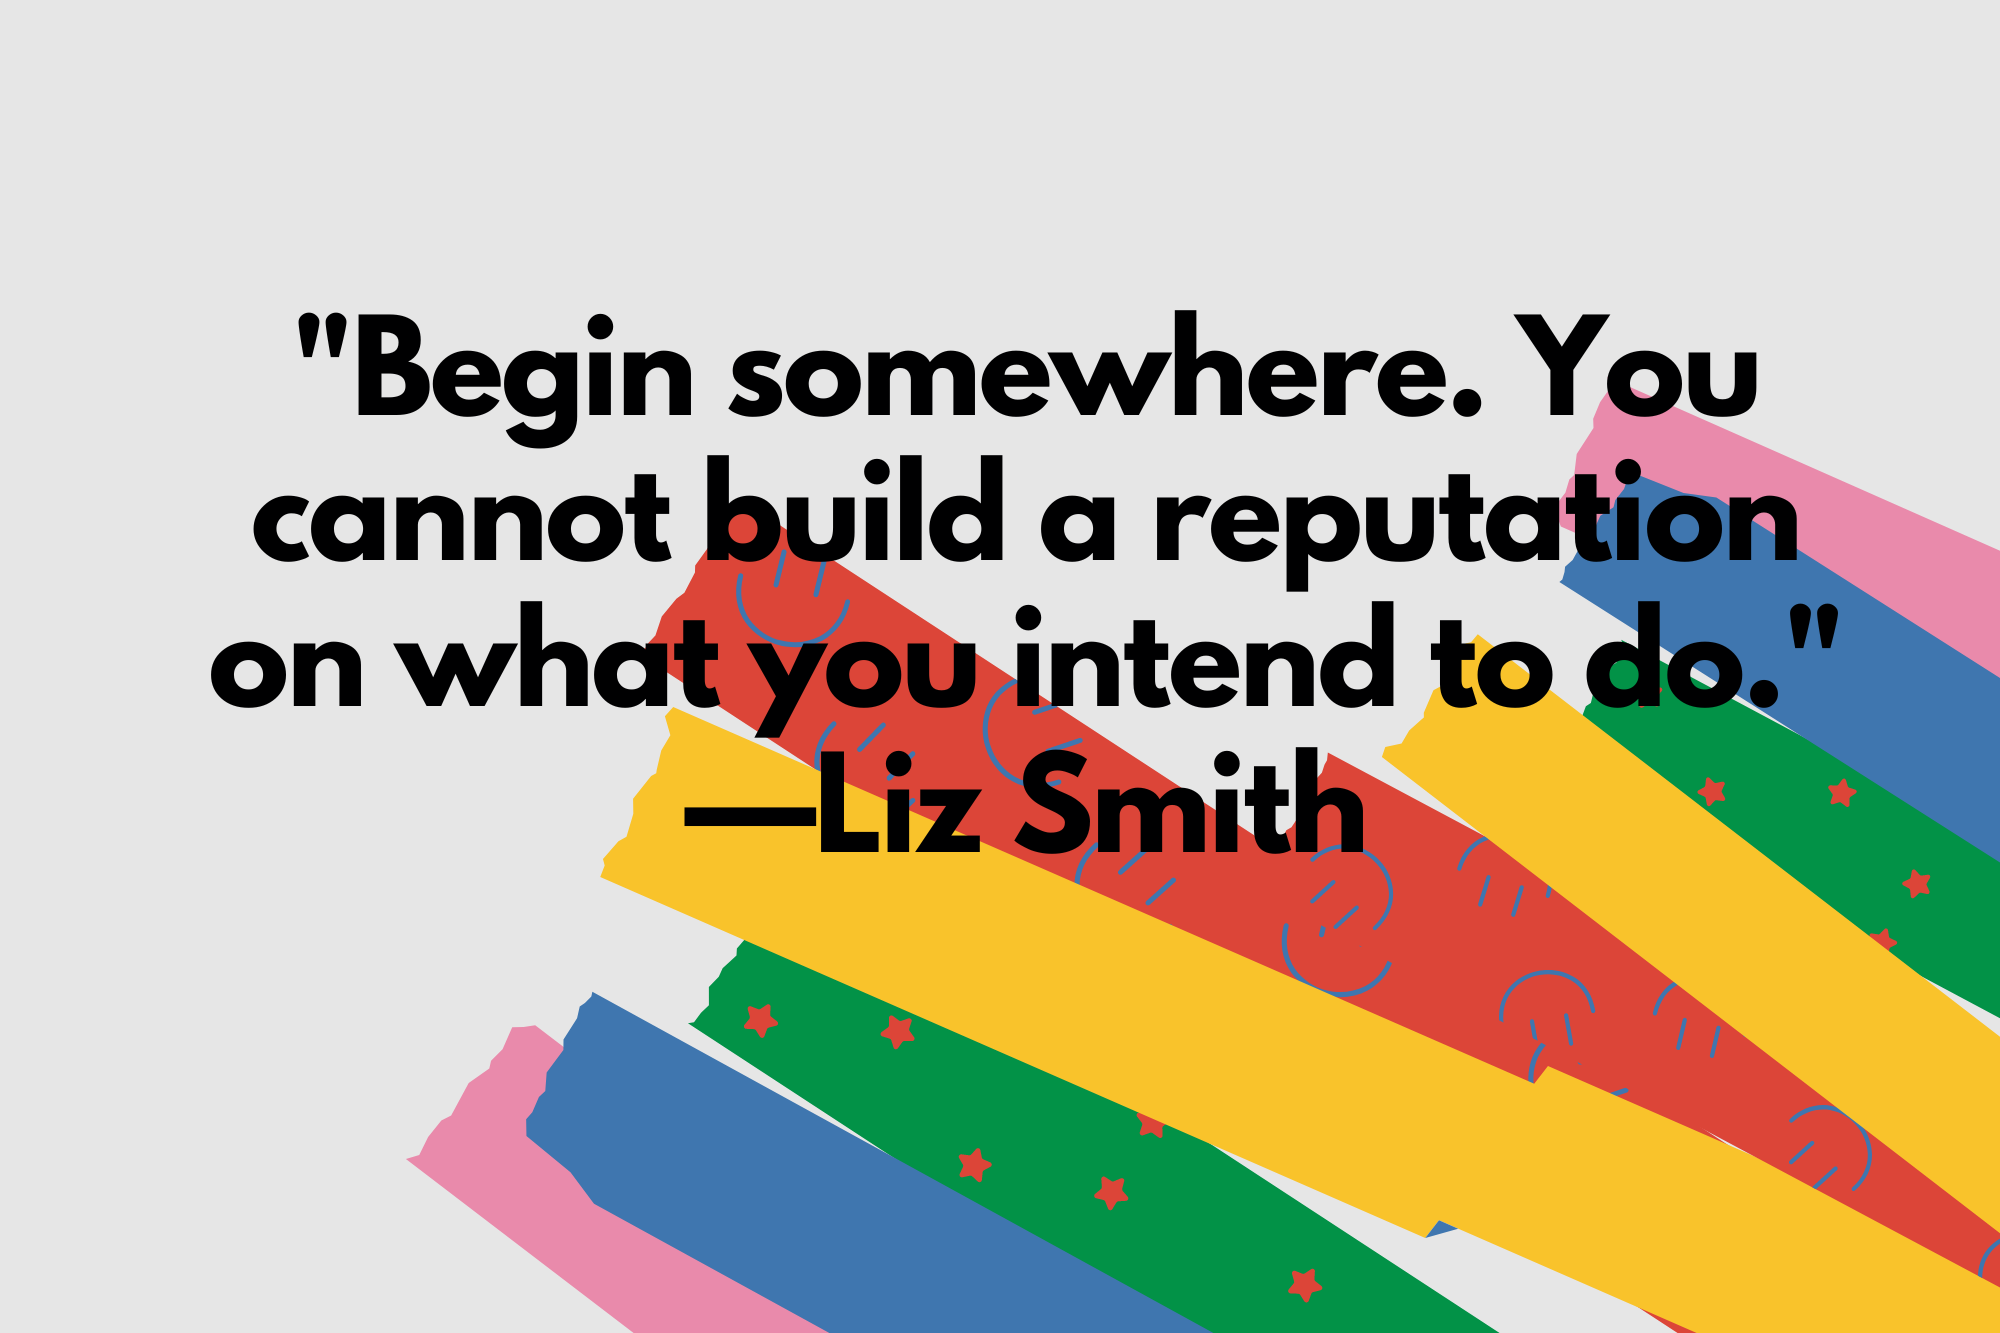 "Begin somewhere. You
cannot build a reputation
on what you intend to do."
—Liz Smith